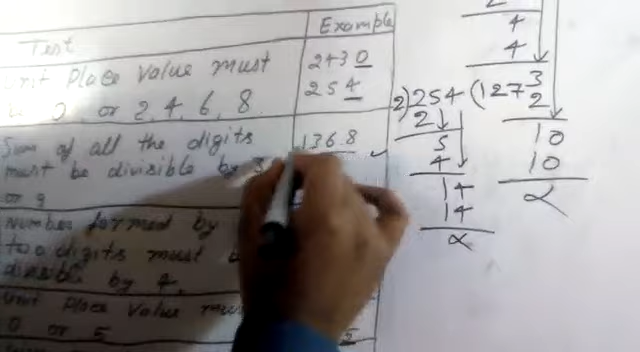 Test Example
Unit Place Value must 2430
0, or 2, 4, 6, 8. 254
Sum of all the digits 1368
must be divisible by 3
or 9
Number formed by
two digits must
divisible by 4.
Unit Place Value
0 or 5 5
4
4
3
2
10
10
2)254(127
2
5
4
14
14